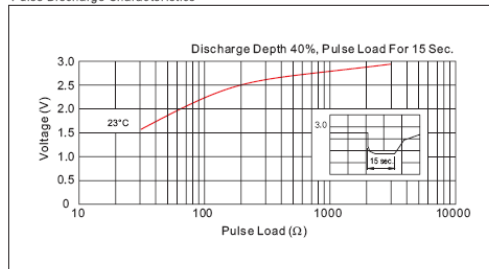 Pulse Discharge Characteristics
Discharge Depth 40%, Pulse Load For 15 Sec.
3.0
2.5
2.0
1.5
1.0
0.5
0
Voltage (V)
23°C
3.0
15 sec.
10
100
1000
10000
Pulse Load (Ω)